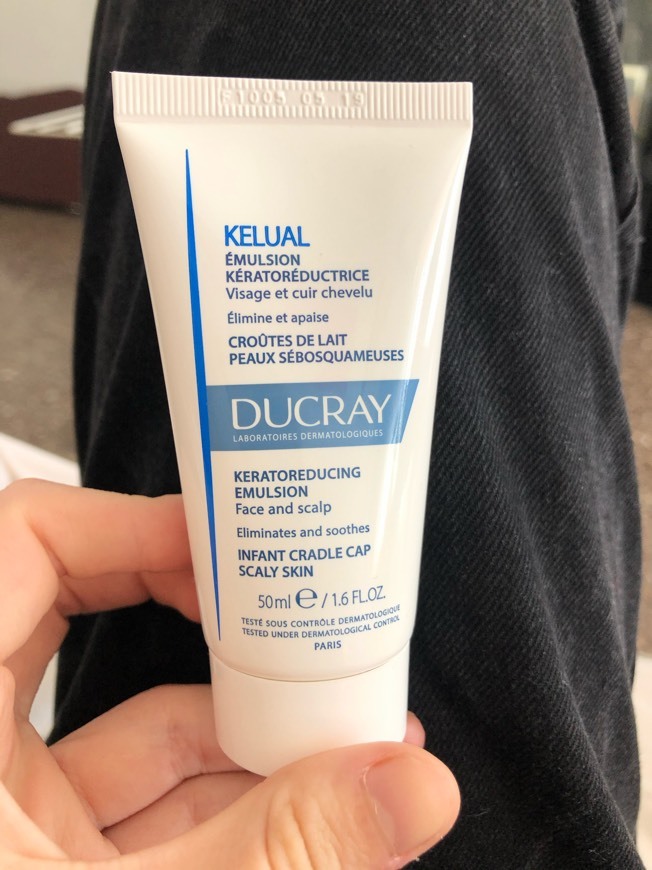 KELUAL
ÉMULSION
KÉRATORÉDUCTRICE
Visage et cuir chevelu
Élimine et apaise
CROÛTES DE LAIT
PEAUX SÉBOSQUAMEUSES
DUCRAY
LABORATOIRES DERMATOLOGIQUES
KERATOREDUCING
EMULSION
Face and scalp
Eliminates and soothes
INFANT CRADLE CAP
SCALY SKIN
50ml ℮ / 1.6 FL.OZ.
TESTÉ SOUS CONTRÔLE DERMATOLOGIQUE
TESTED UNDER DERMATOLOGICAL CONTROL
PARIS